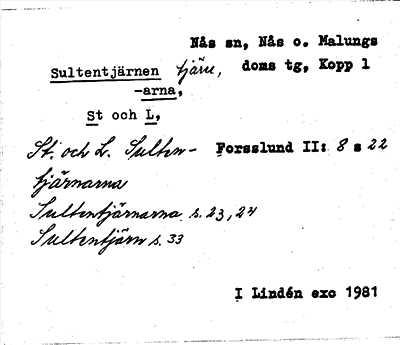 Nås sn, Nås o. Malungs
Sultentjärnen tjärn, doms tg, Kopp l
-arna,
St och L,
St. och L. Sulten- Forsslund II: 8 s 22
tjärnarna
Sultentjärnarna s. 23, 24
Sultentjärn s. 33
I Lindén exc 1981